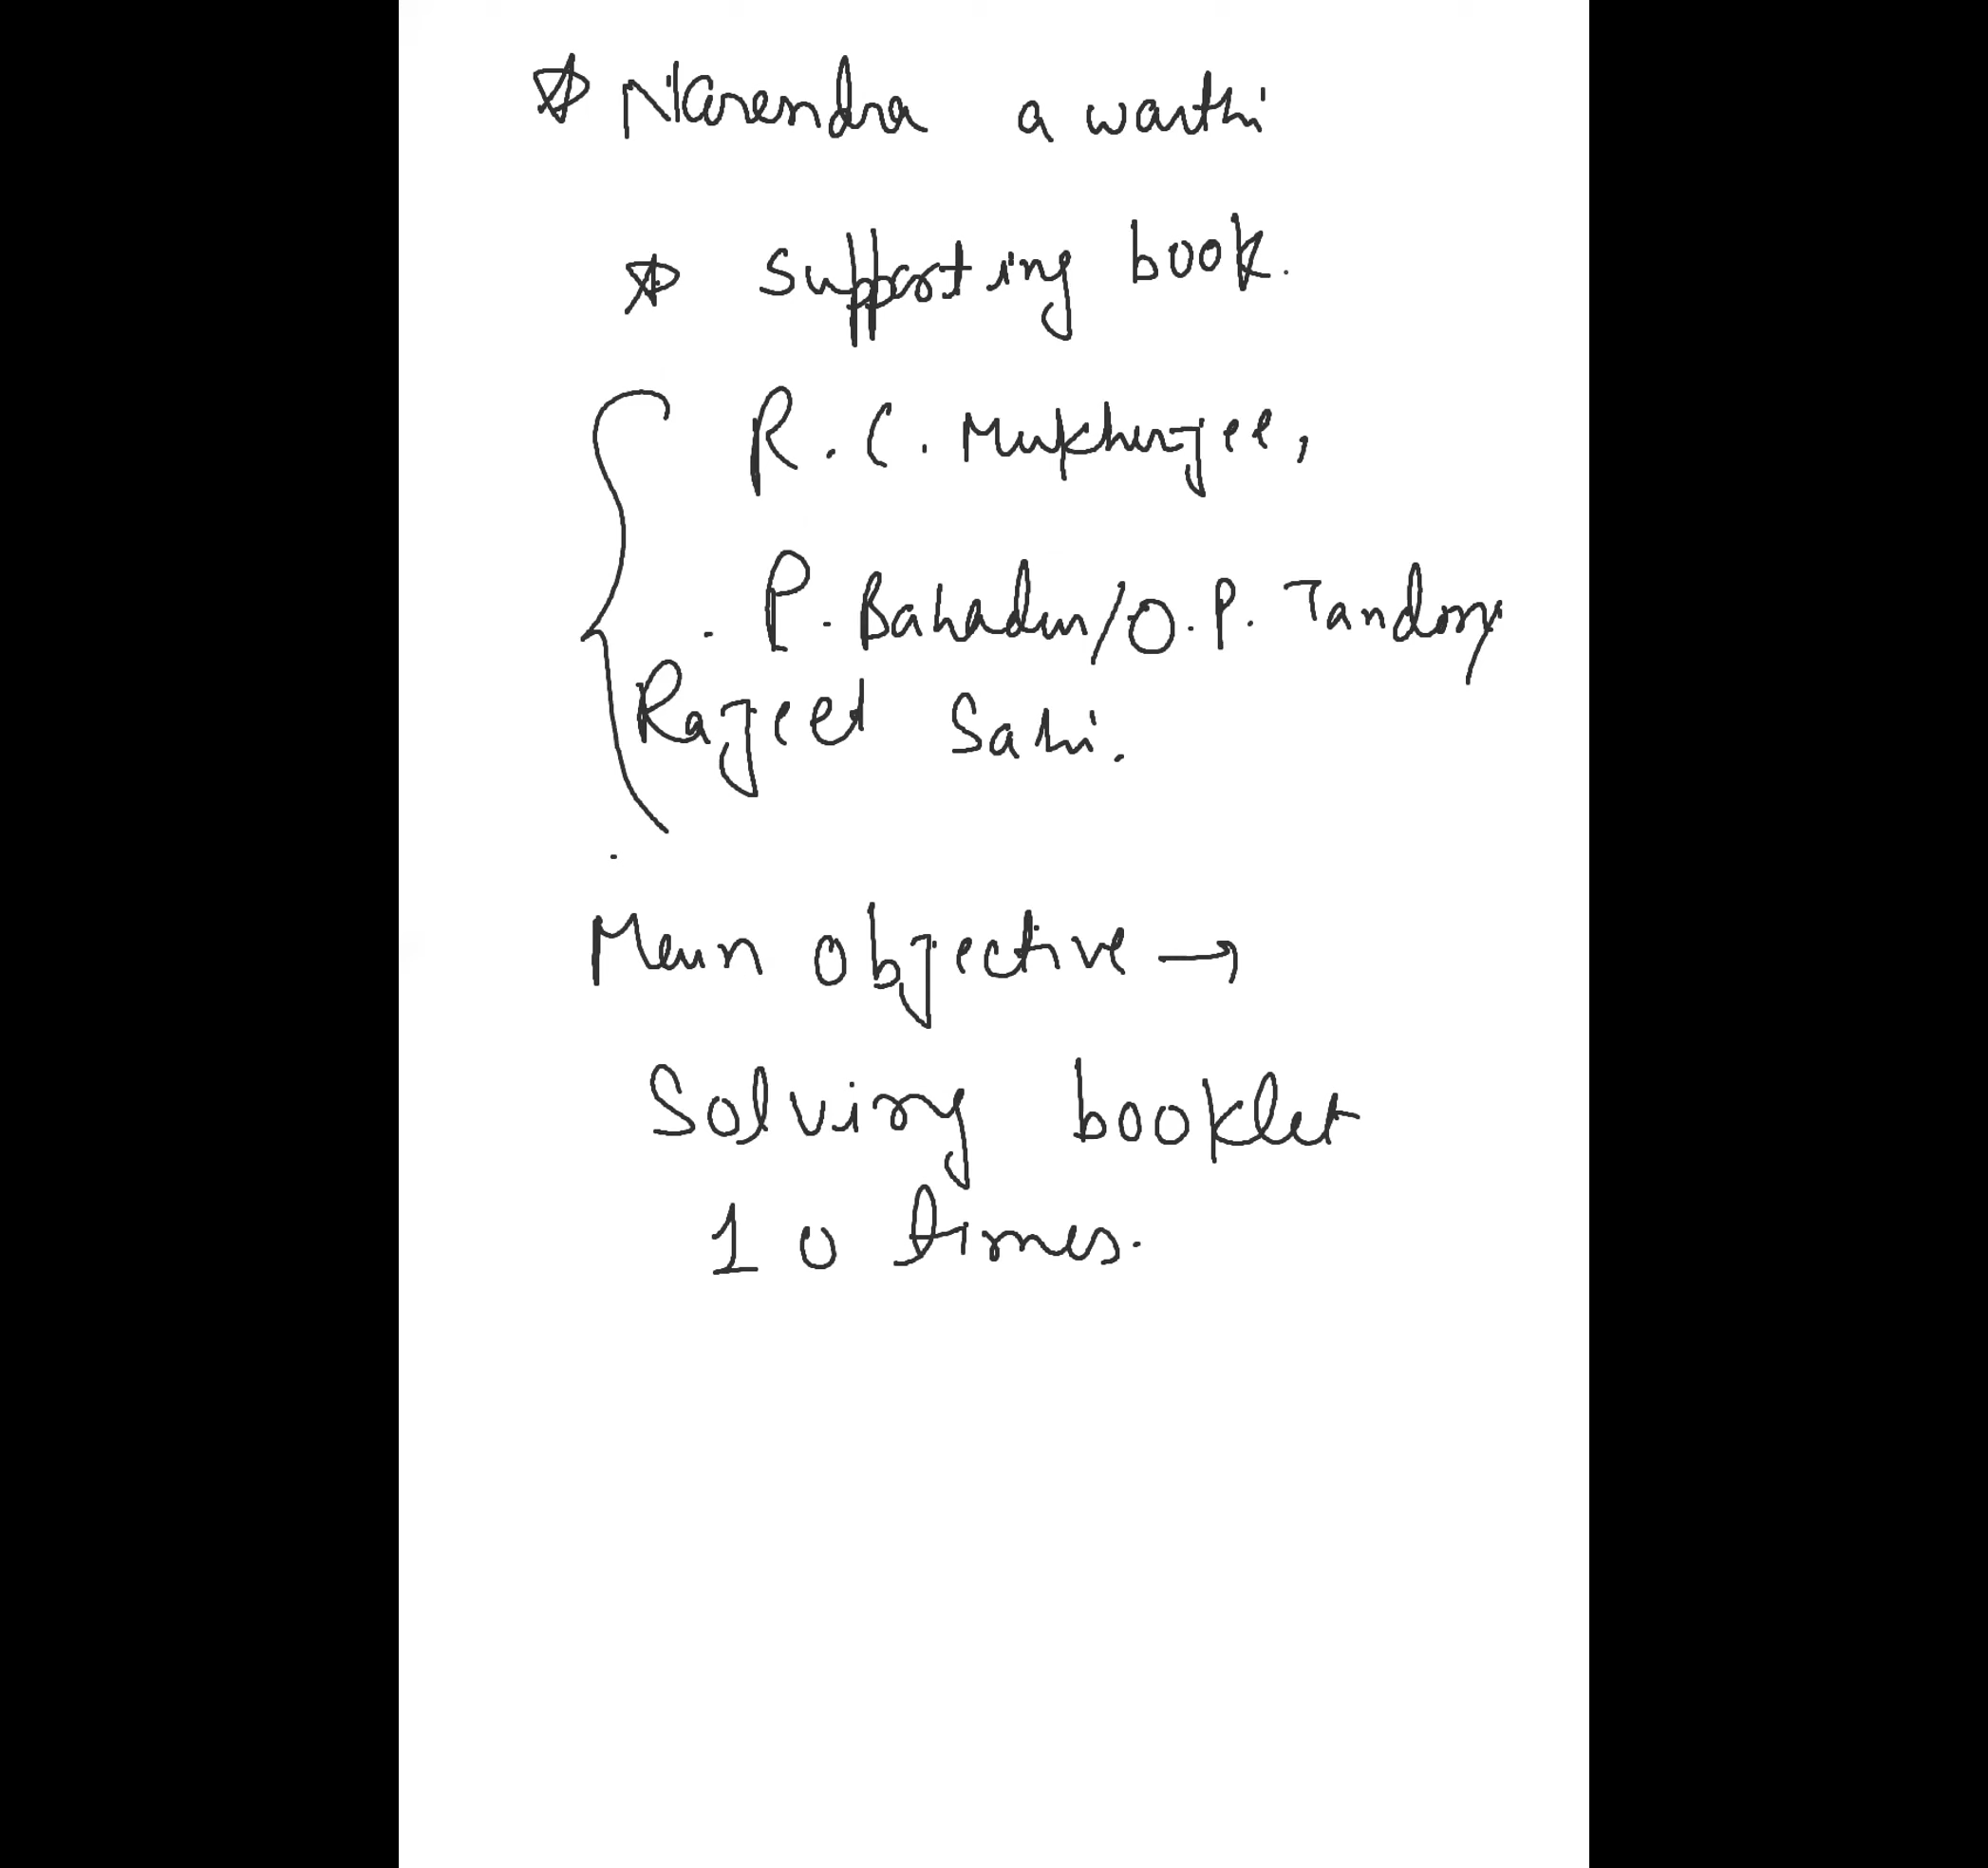 ☆ Narendra awasthi
☆ supporting book.
R. C. Mukherjee,
. P. Bahadur/O.P. Tandon,
Rajeet Sahi.
Main objective →
Solving booklet
10 times.